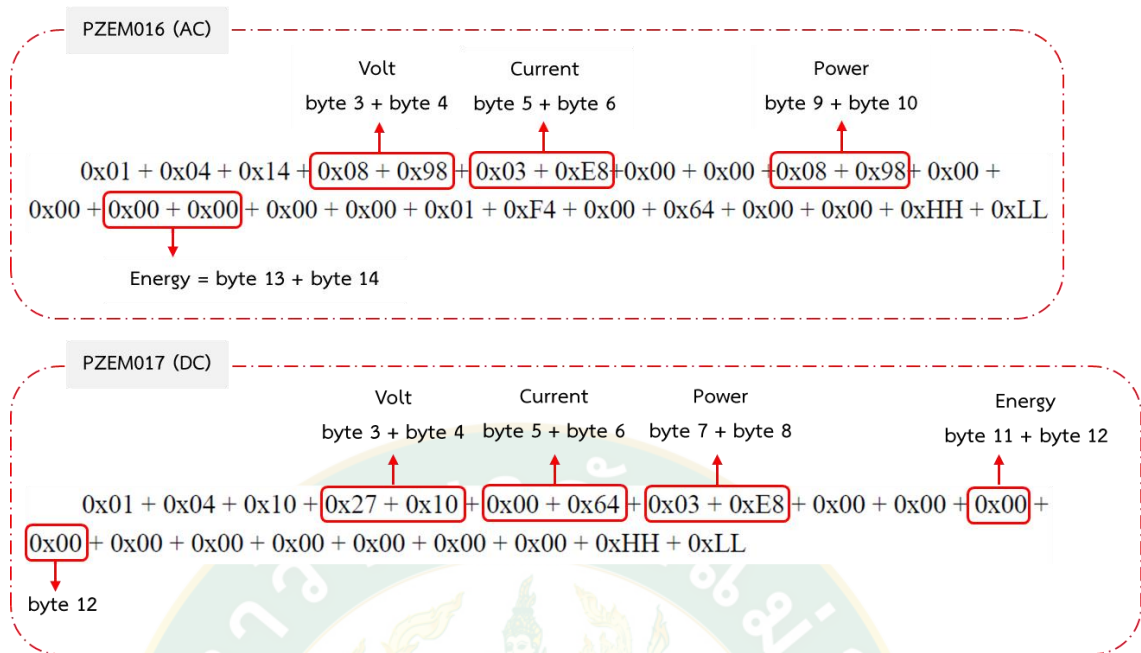 PZEM016 (AC)
Volt Current Power
byte 3 + byte 4 byte 5 + byte 6 byte 9 + byte 10
0x01 + 0x04 + 0x14 + 0x08 + 0x98 + 0x03 + 0xE8+0x00 + 0x00 +0x08 + 0x98+ 0x00 +
0x00 + 0x00 + 0x00 + 0x00 + 0x00 + 0x01 + 0xF4 + 0x00 + 0x64 + 0x00 + 0x00 + 0xHH + 0xLL
Energy = byte 13 + byte 14
PZEM017 (DC)
Volt Current Power Energy
byte 3 + byte 4 byte 5 + byte 6 byte 7 + byte 8 byte 11 + byte 12
0x01 + 0x04 + 0x10 + 0x27 + 0x10 + 0x00 + 0x64 + 0x03 + 0xE8 + 0x00 + 0x00 + 0x00 +
0x00 + 0x00 + 0x00 + 0x00 + 0x00 + 0x00 + 0x00 + 0xHH + 0xLL
byte 12